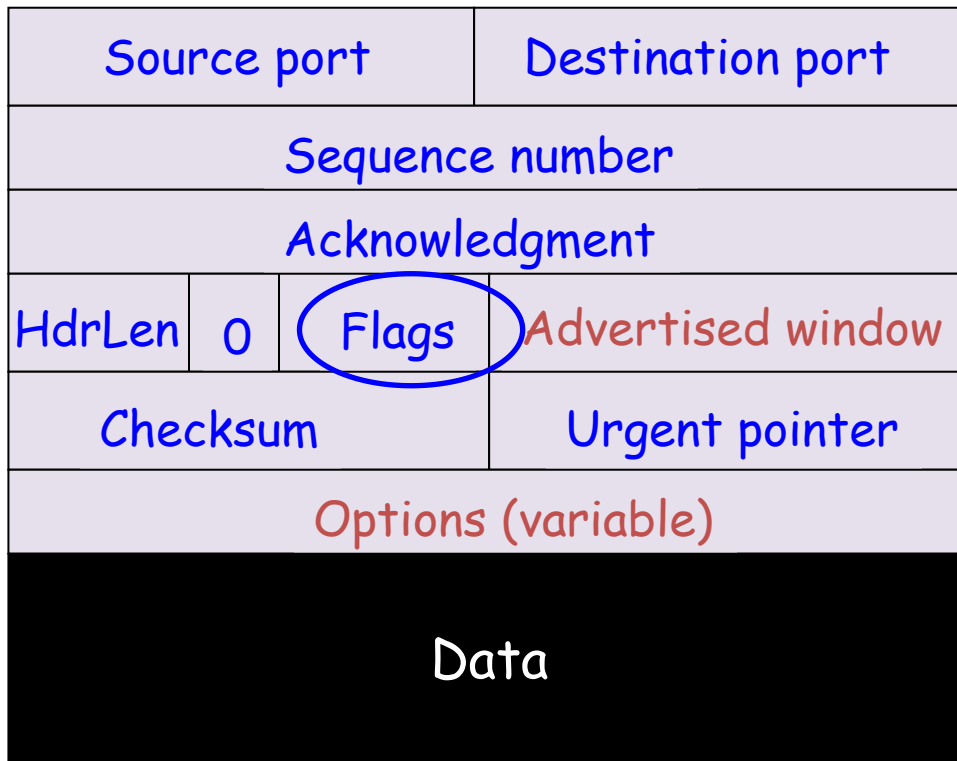 Source port Destination port
Sequence number
Acknowledgment
HdrLen 0 Flags Advertised window
Checksum Urgent pointer
Options (variable)
Data